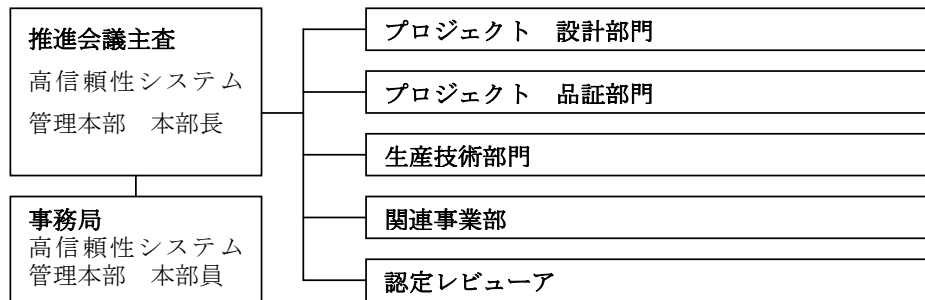 推進会議主査
高信頼性システム
管理本部　本部長
事務局
高信頼性システム
管理本部　本部員
プロジェクト　設計部門
プロジェクト　品証部門
生産技術部門
関連事業部
認定レビューア